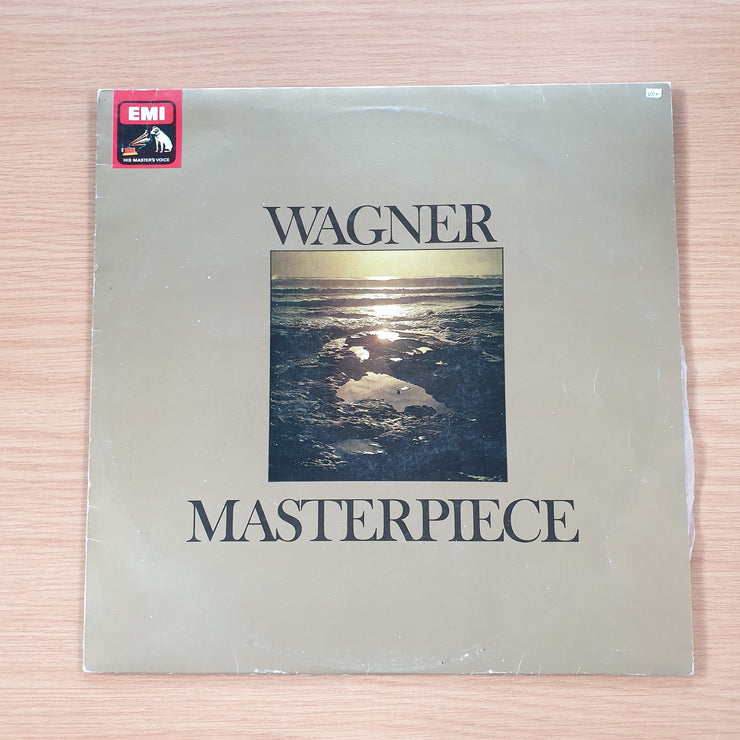 EMI
HIS MASTER'S VOICE
WAGNER
MASTERPIECE